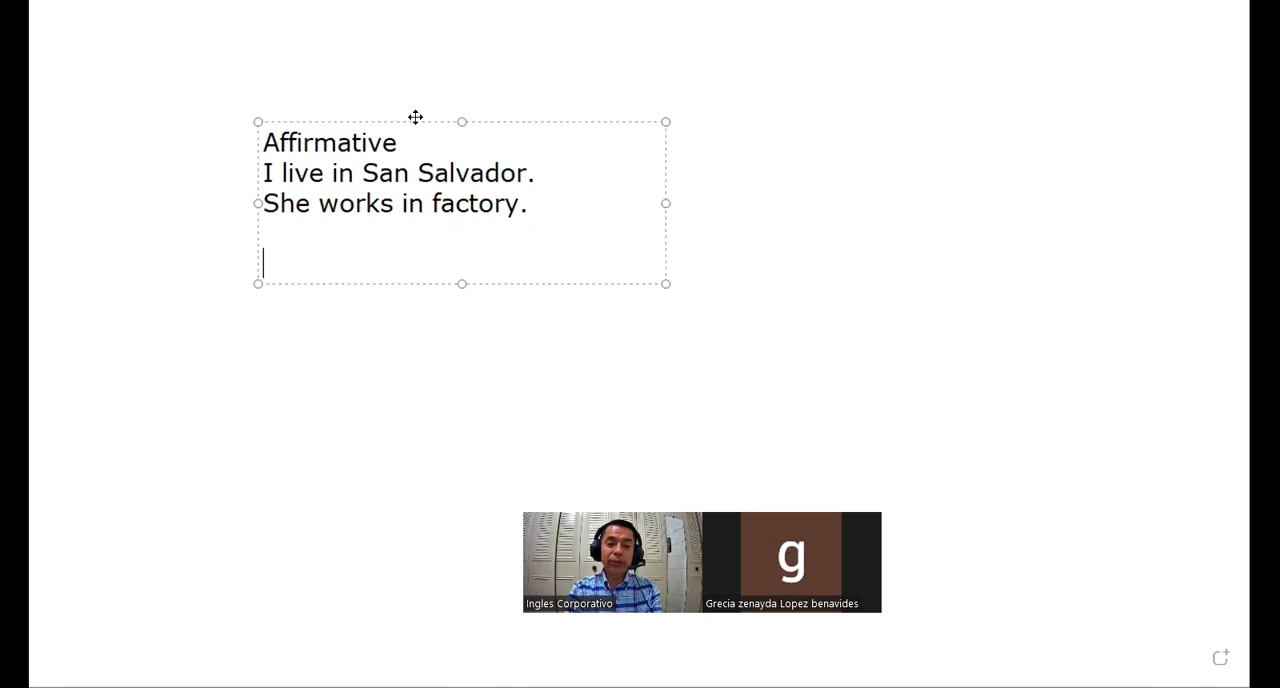 Affirmative
I live in San Salvador.
She works in factory.
g
Ingles Corporativo
Grecia zenayda Lopez benavides